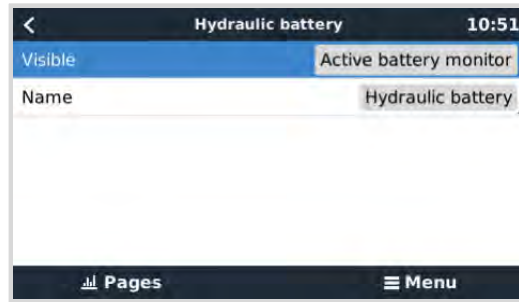 Hydraulic battery 10:51
Visible Active battery monitor
Name Hydraulic battery
Pages Menu